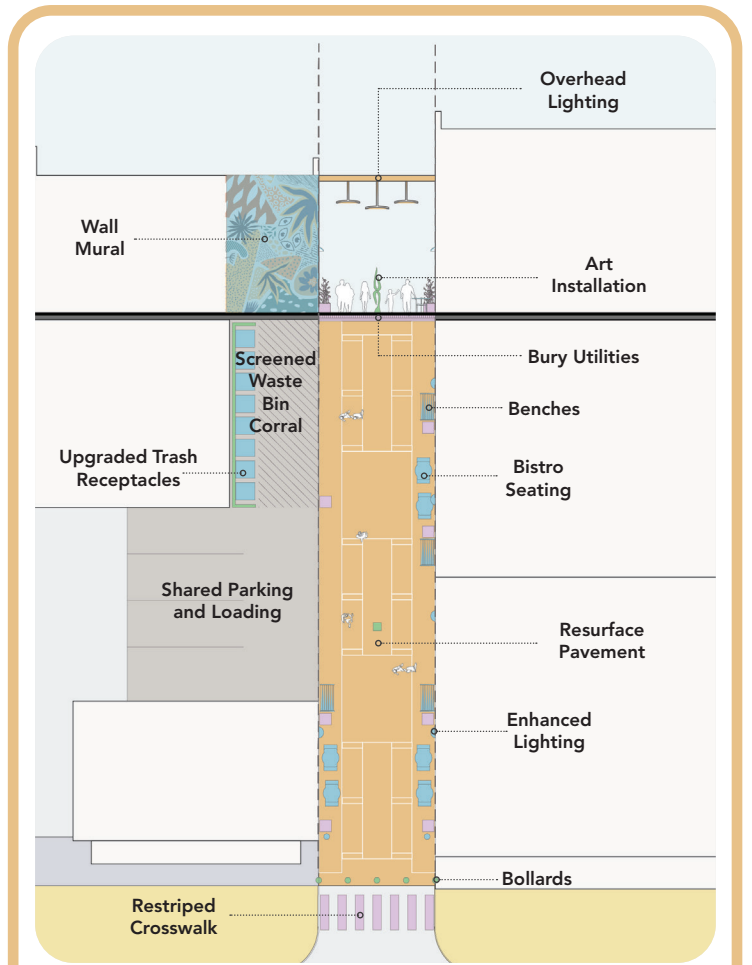 Overhead
Lighting
Wall
Mural
Art
Installation
Bury Utilities
Screened
Waste
Bin
Corral
Benches
Upgraded Trash
Receptacles
Bistro
Seating
Shared Parking
and Loading
Resurface
Pavement
Enhanced
Lighting
Bollards
Restriped
Crosswalk